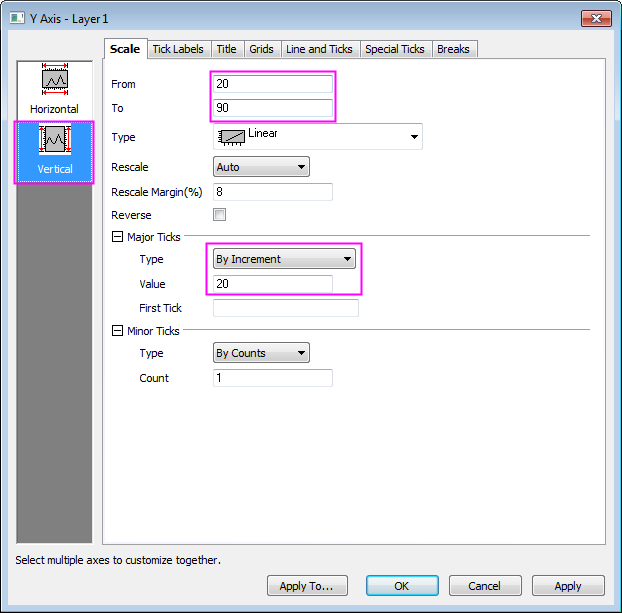 Y Axis - Layer1
Scale Tick Labels Title Grids Line and Ticks Special Ticks Breaks
Horizontal
Vertical
From 20
To 90
Type Linear
Rescale Auto
Rescale Margin(%) 8
Reverse
Major Ticks
Type By Increment
Value 20
First Tick
Minor Ticks
Type By Counts
Count 1
Select multiple axes to customize together.
Apply To... OK Cancel Apply